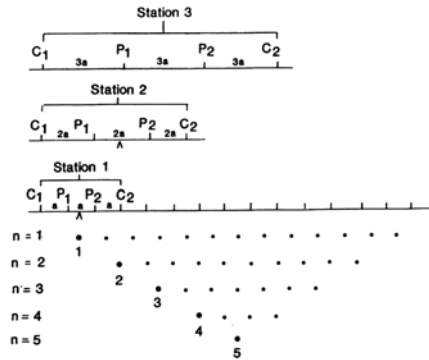 Station 3
C1 P1 P2 C2
3a 3a 3a
Station 2
C1 P1 P2 C2
2a 2a 2a
Station 1
C1 P1 P2 C2
a a a
n = 1
1
n = 2
2
n = 3
3
n = 4
4
n = 5
5